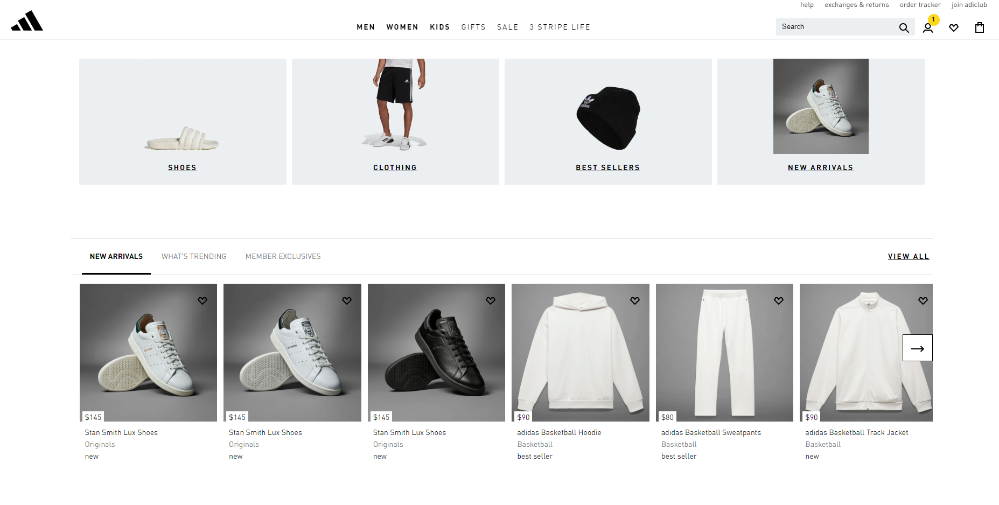 help exchanges & returns order tracker join adiclub
MEN WOMEN KIDS GIFTS SALE 3 STRIPE LIFE
Search
1
adidas
SHOES CLOTHING BEST SELLERS NEW ARRIVALS
NEW ARRIVALS WHAT'S TRENDING MEMBER EXCLUSIVES VIEW ALL
$145 $145 $145 $90 $80 $90
Stan Smith Lux Shoes Stan Smith Lux Shoes Stan Smith Lux Shoes adidas Basketball Hoodie adidas Basketball Sweatpants adidas Basketball Track Jacket
Originals Originals Originals Basketball Basketball Basketball
new new new best seller best seller new